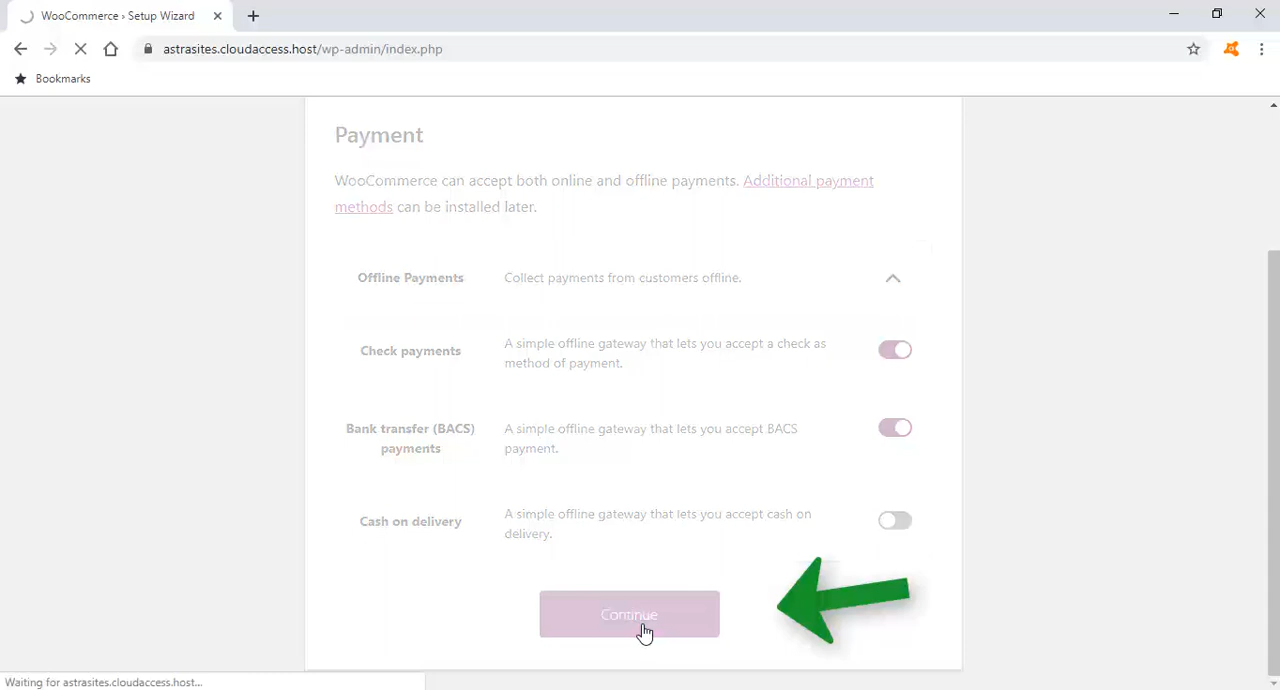 WooCommerce › Setup Wizard
astrasites.cloudaccess.host/wp-admin/index.php
Bookmarks
Payment
WooCommerce can accept both online and offline payments. Additional payment
methods can be installed later.
Offline Payments
Collect payments from customers offline.
Check payments
A simple offline gateway that lets you accept a check as
method of payment.
Bank transfer (BACS)
payments
A simple offline gateway that lets you accept BACS
payment.
Cash on delivery
A simple offline gateway that lets you accept cash on
delivery.
Continue
Waiting for astrasites.cloudaccess.host...